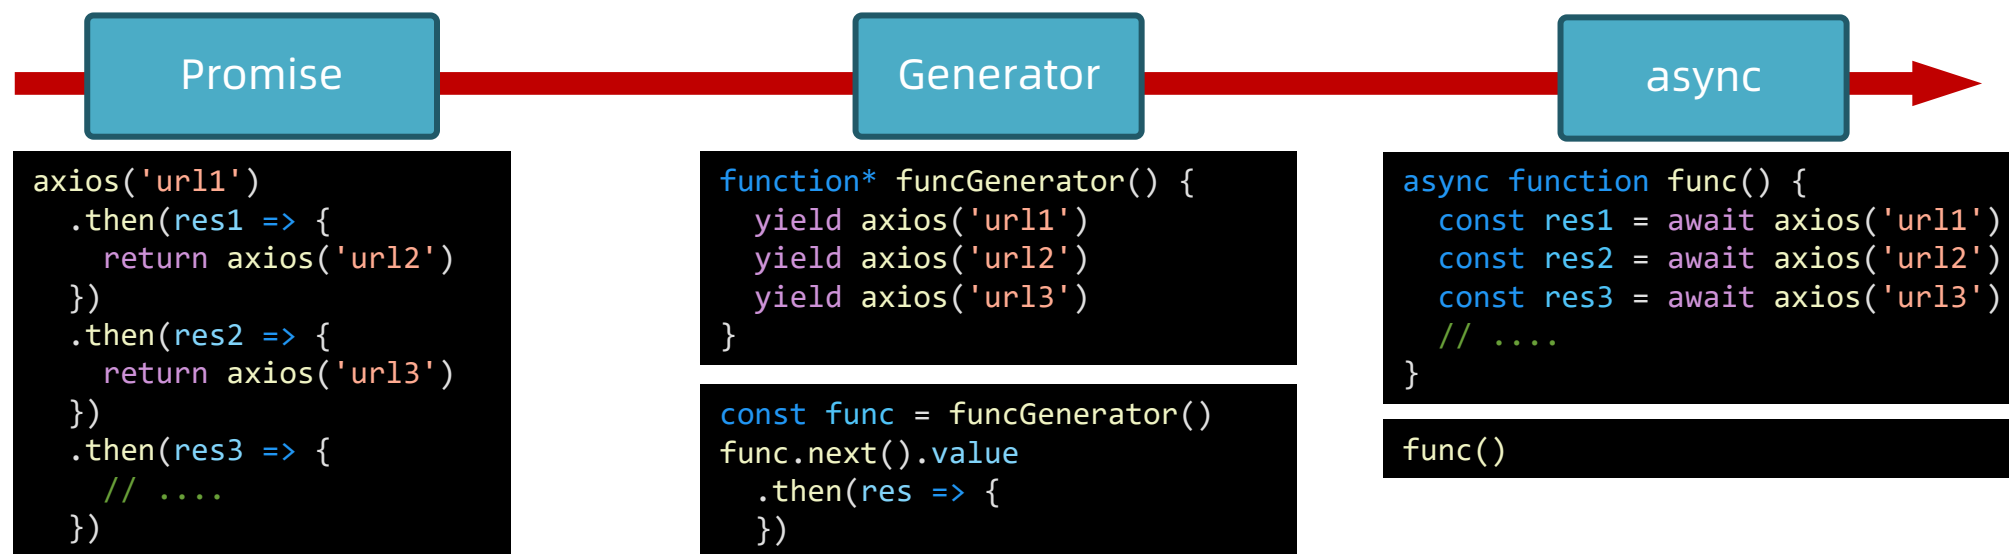 Promise
axios('url1')
  .then(res1 => {
    return axios('url2')
  })
  .then(res2 => {
    return axios('url3')
  })
  .then(res3 => {
    // ....
  })
Generator
function* funcGenerator() {
  yield axios('url1')
  yield axios('url2')
  yield axios('url3')
}
const func = funcGenerator()
func.next().value
  .then(res => {
  })
async
async function func() {
  const res1 = await axios('url1')
  const res2 = await axios('url2')
  const res3 = await axios('url3')
  // ....
}
func()